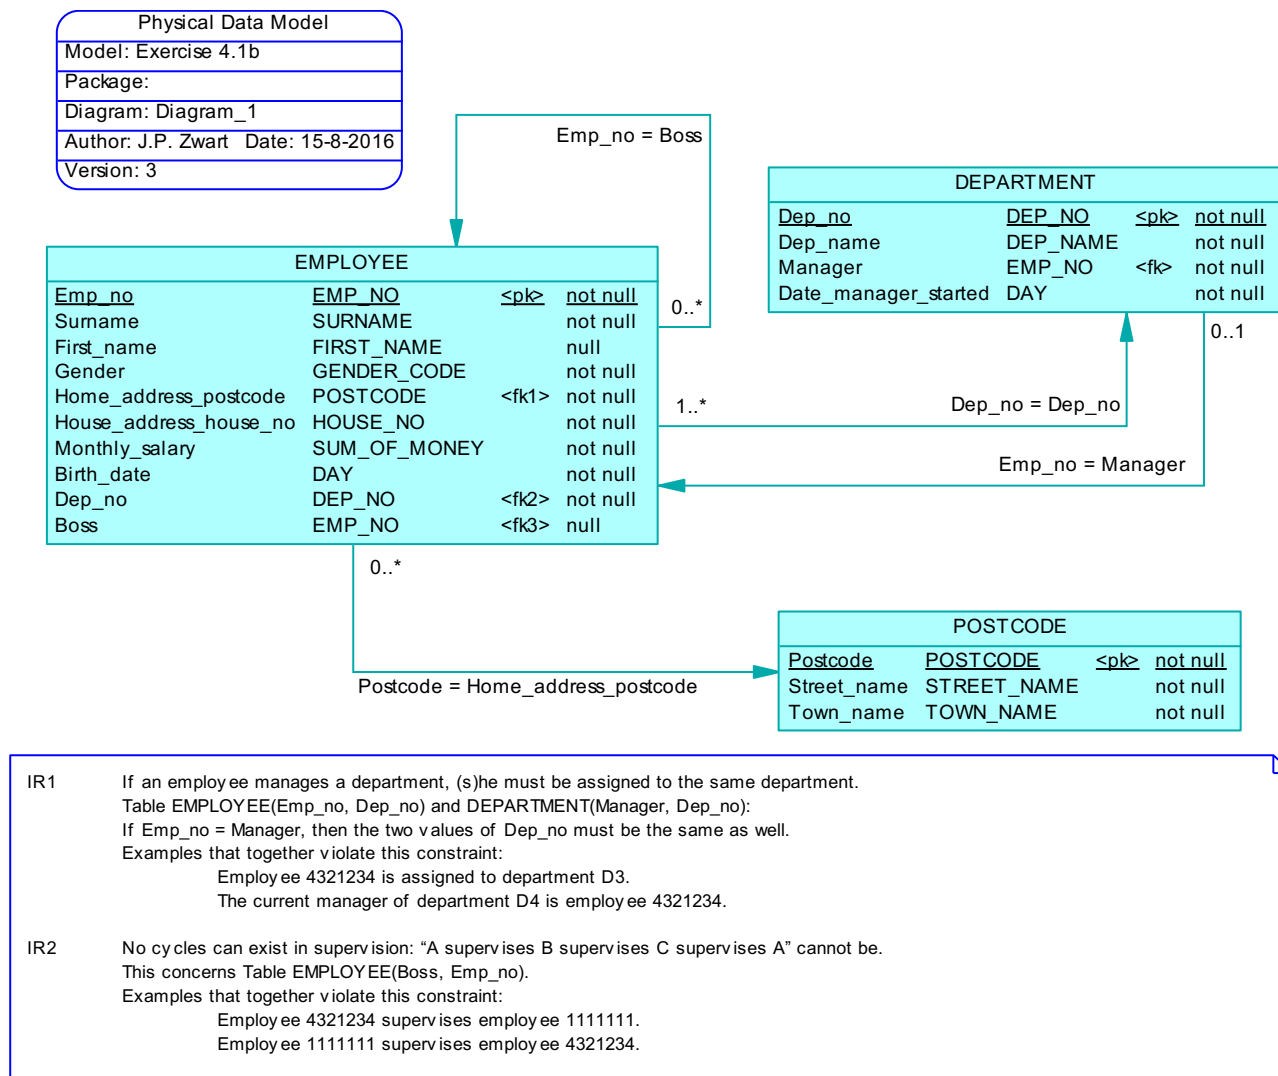 Physical Data Model
Model: Exercise 4.1b
Package:
Diagram: Diagram_1
Author: J.P. Zwart Date: 15-8-2016
Version: 3
Emp_no = Boss
DEPARTMENT
Dep_no DEP_NO <pk> not null
Dep_name DEP_NAME not null
Manager EMP_NO <fk> not null
Date_manager_started DAY not null
EMPLOYEE
Emp_no EMP_NO <pk> not null
Surname SURNAME not null
First_name FIRST_NAME null
Gender GENDER_CODE not null
Home_address_postcode POSTCODE <fk1> not null
House_address_house_no HOUSE_NO not null
Monthly_salary SUM_OF_MONEY not null
Birth_date DAY not null
Dep_no DEP_NO <fk2> not null
Boss EMP_NO <fk3> null
0..*
0..1
1..*
Dep_no = Dep_no
Emp_no = Manager
0..*
Postcode = Home_address_postcode
POSTCODE
Postcode POSTCODE <pk> not null
Street_name STREET_NAME not null
Town_name TOWN_NAME not null
IR1 If an employee manages a department, (s)he must be assigned to the same department.
Table EMPLOYEE(Emp_no, Dep_no) and DEPARTMENT(Manager, Dep_no):
If Emp_no = Manager, then the two values of Dep_no must be the same as well.
Examples that together violate this constraint:
Employee 4321234 is assigned to department D3.
The current manager of department D4 is employee 4321234.
IR2 No cycles can exist in supervision: “A supervises B supervises C supervises A” cannot be.
This concerns Table EMPLOYEE(Boss, Emp_no).
Examples that together violate this constraint:
Employee 4321234 supervises employee 1111111.
Employee 1111111 supervises employee 4321234.